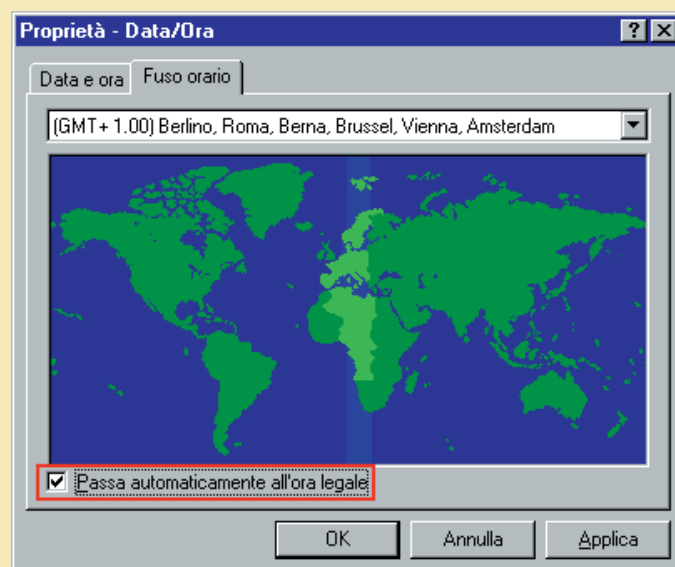 Proprietà - Data/Ora
Data e ora
Fuso orario
(GMT+ 1.00) Berlino, Roma, Berna, Brussel, Vienna, Amsterdam
Passa automaticamente all'ora legale
OK
Annulla
Applica